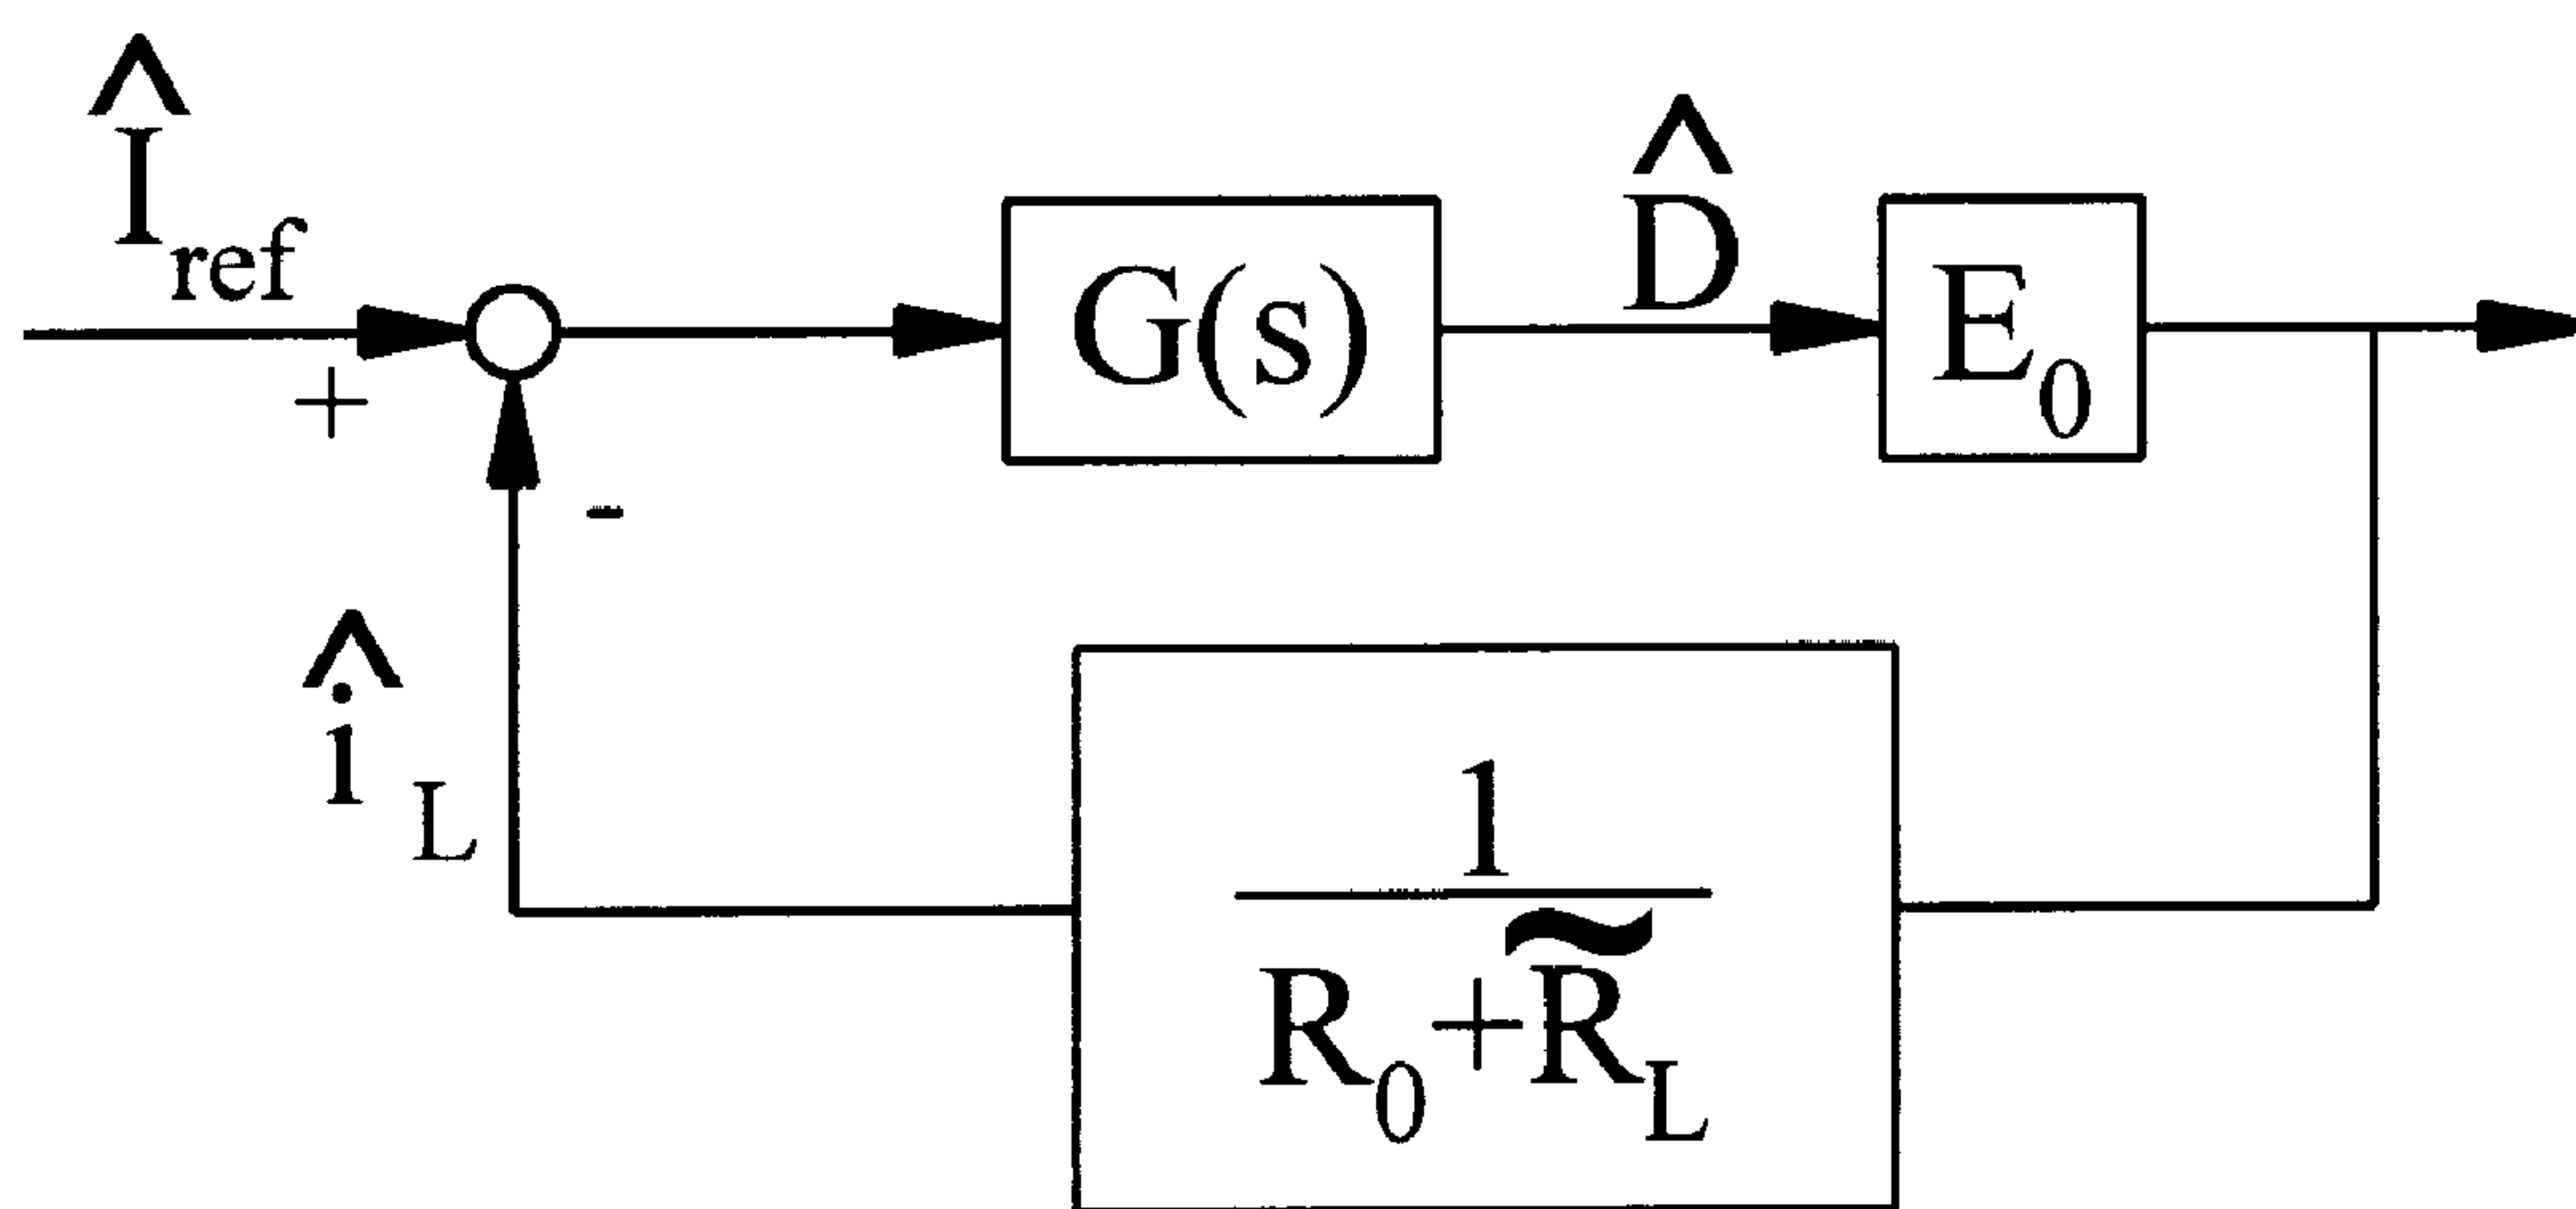 Î_ref
+
G(s)
D̂
E_0
-
î_L
1
R_0+R̃_L